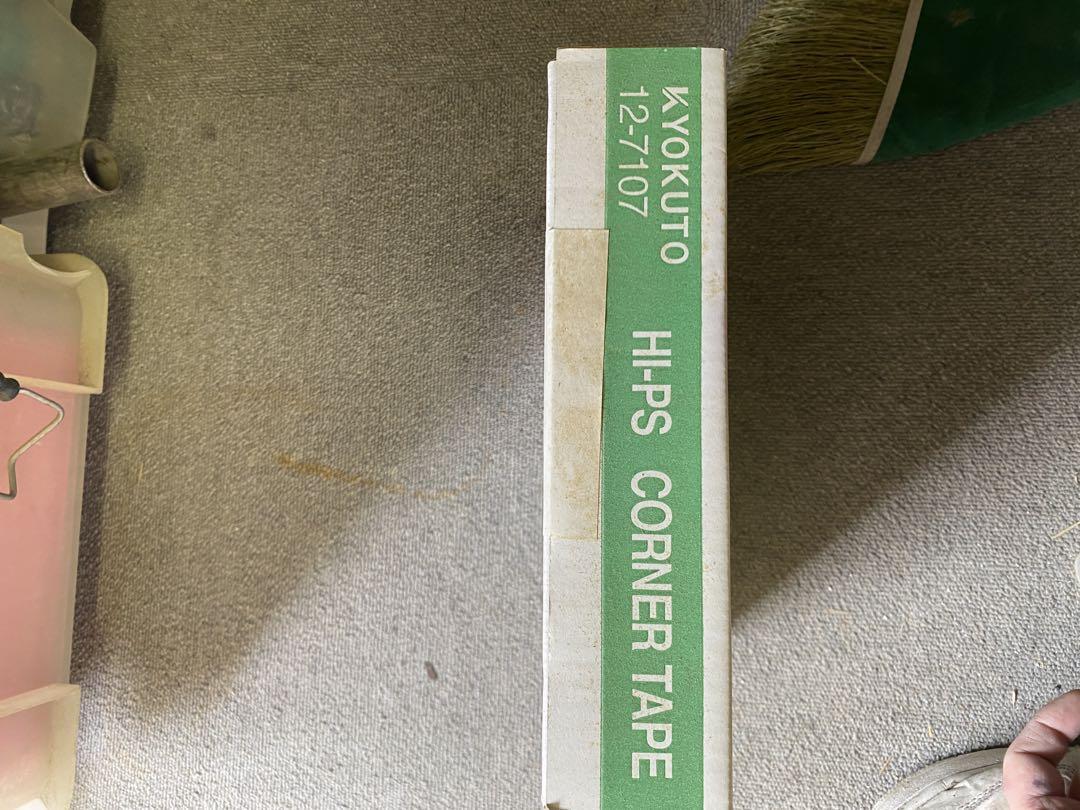 KYOKUTO
12-7107
HI-PS CORNER TAPE